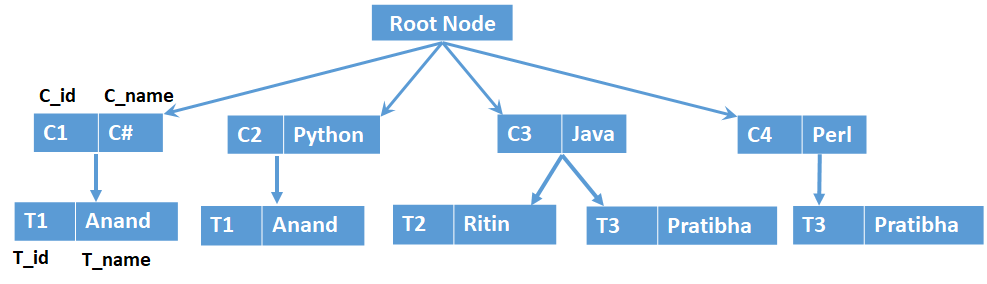 Root Node
C_id C_name
C1 C# C2 Python C3 Java C4 Perl
T1 Anand T1 Anand T2 Ritin T3 Pratibha T3 Pratibha
T_id T_name